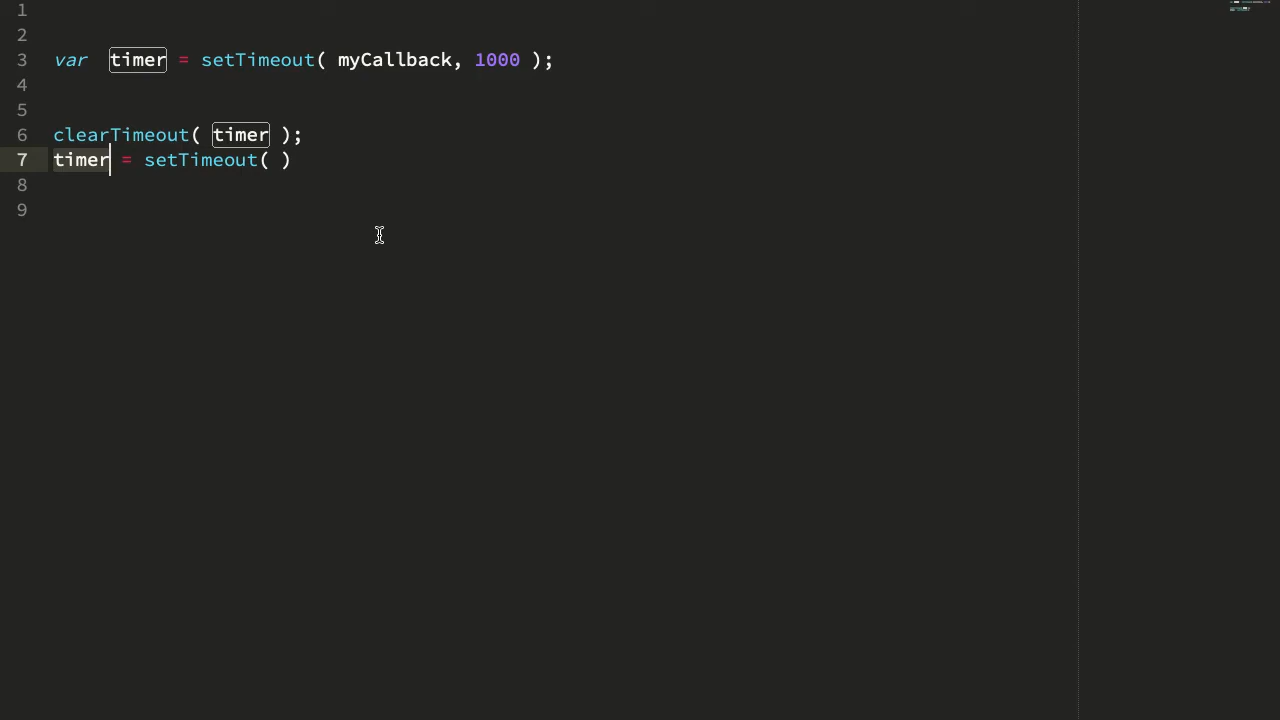 1
2
3 var  timer = setTimeout( myCallback, 1000 );
4
5
6 clearTimeout( timer );
7 timer = setTimeout( )
8
9